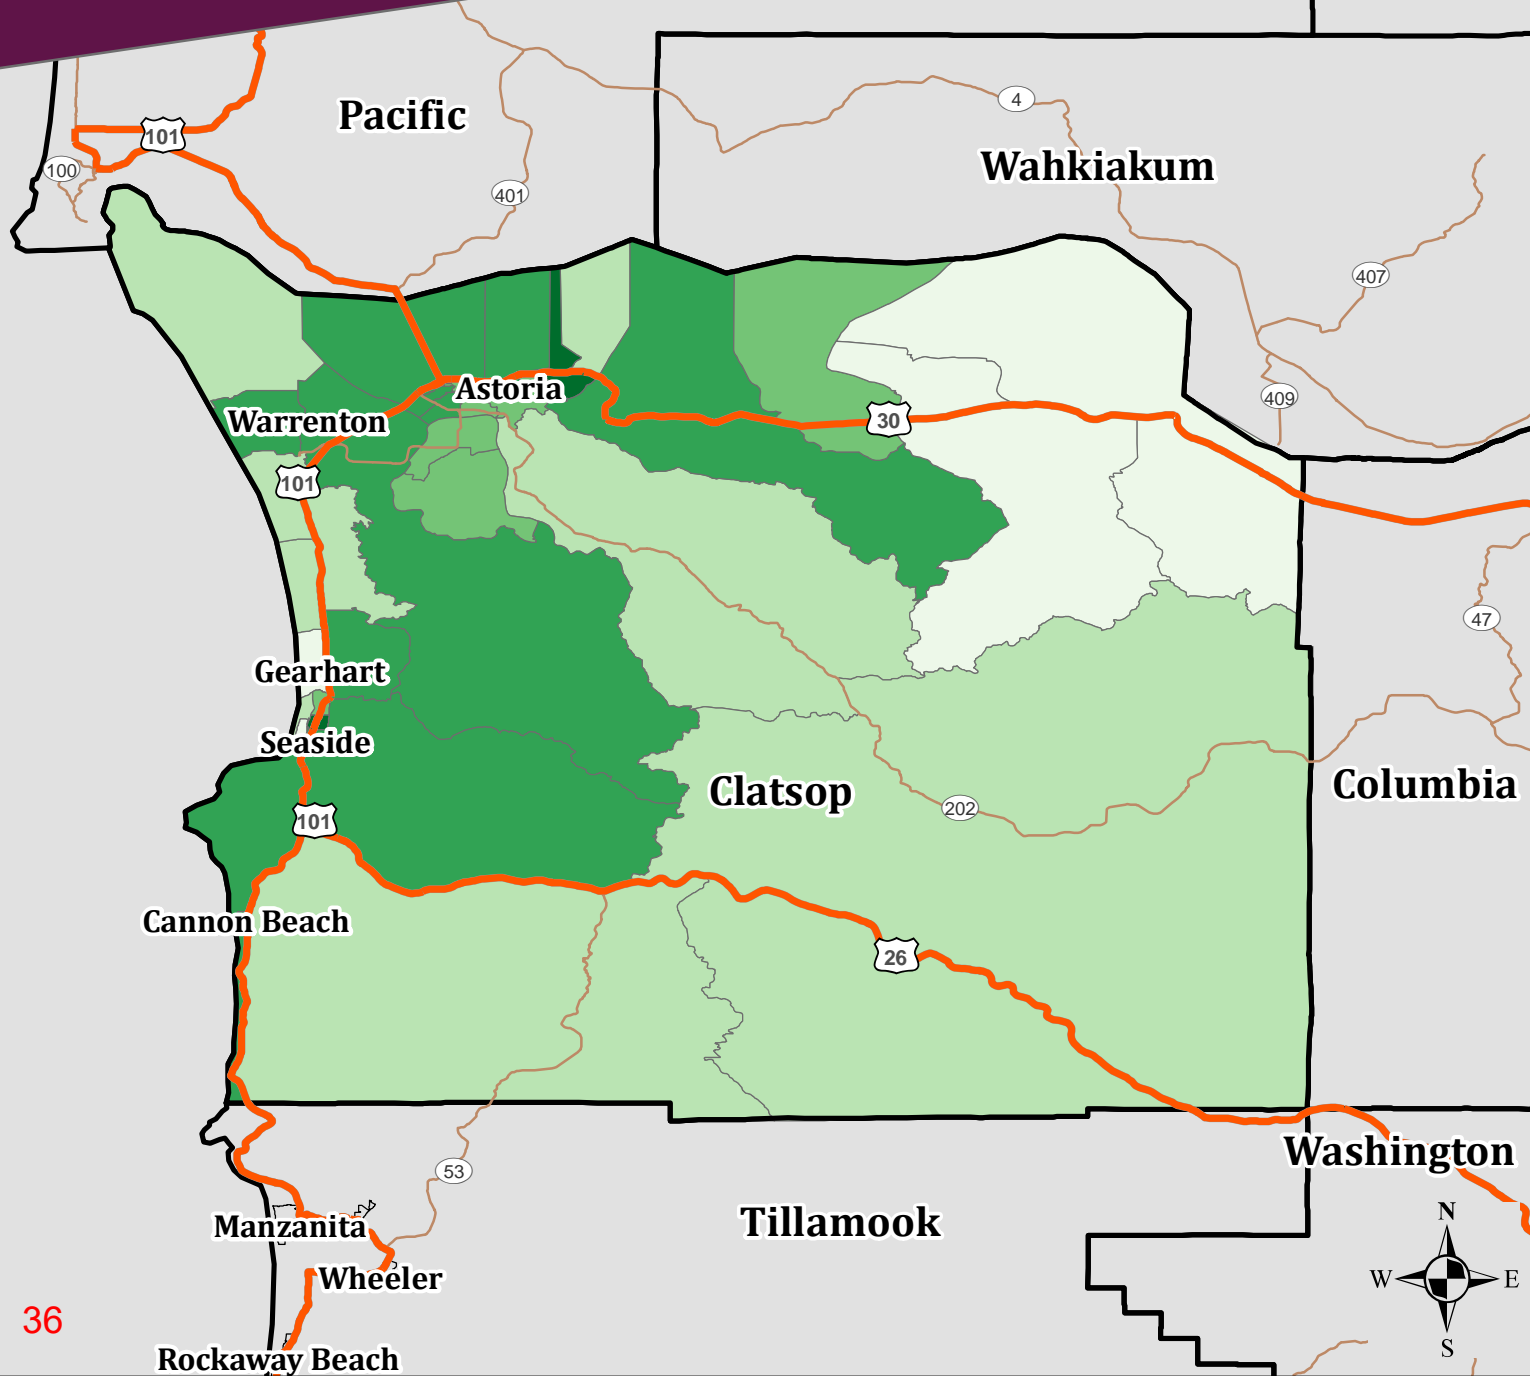 Pacific
Wahkiakum
4
101
100
401
407
409
Astoria
Warrenton
30
101
47
Gearhart
Seaside
Clatsop
Columbia
202
101
Cannon Beach
26
Washington
53
N
W
E
S
Manzanita
Tillamook
Wheeler
36
Rockaway Beach